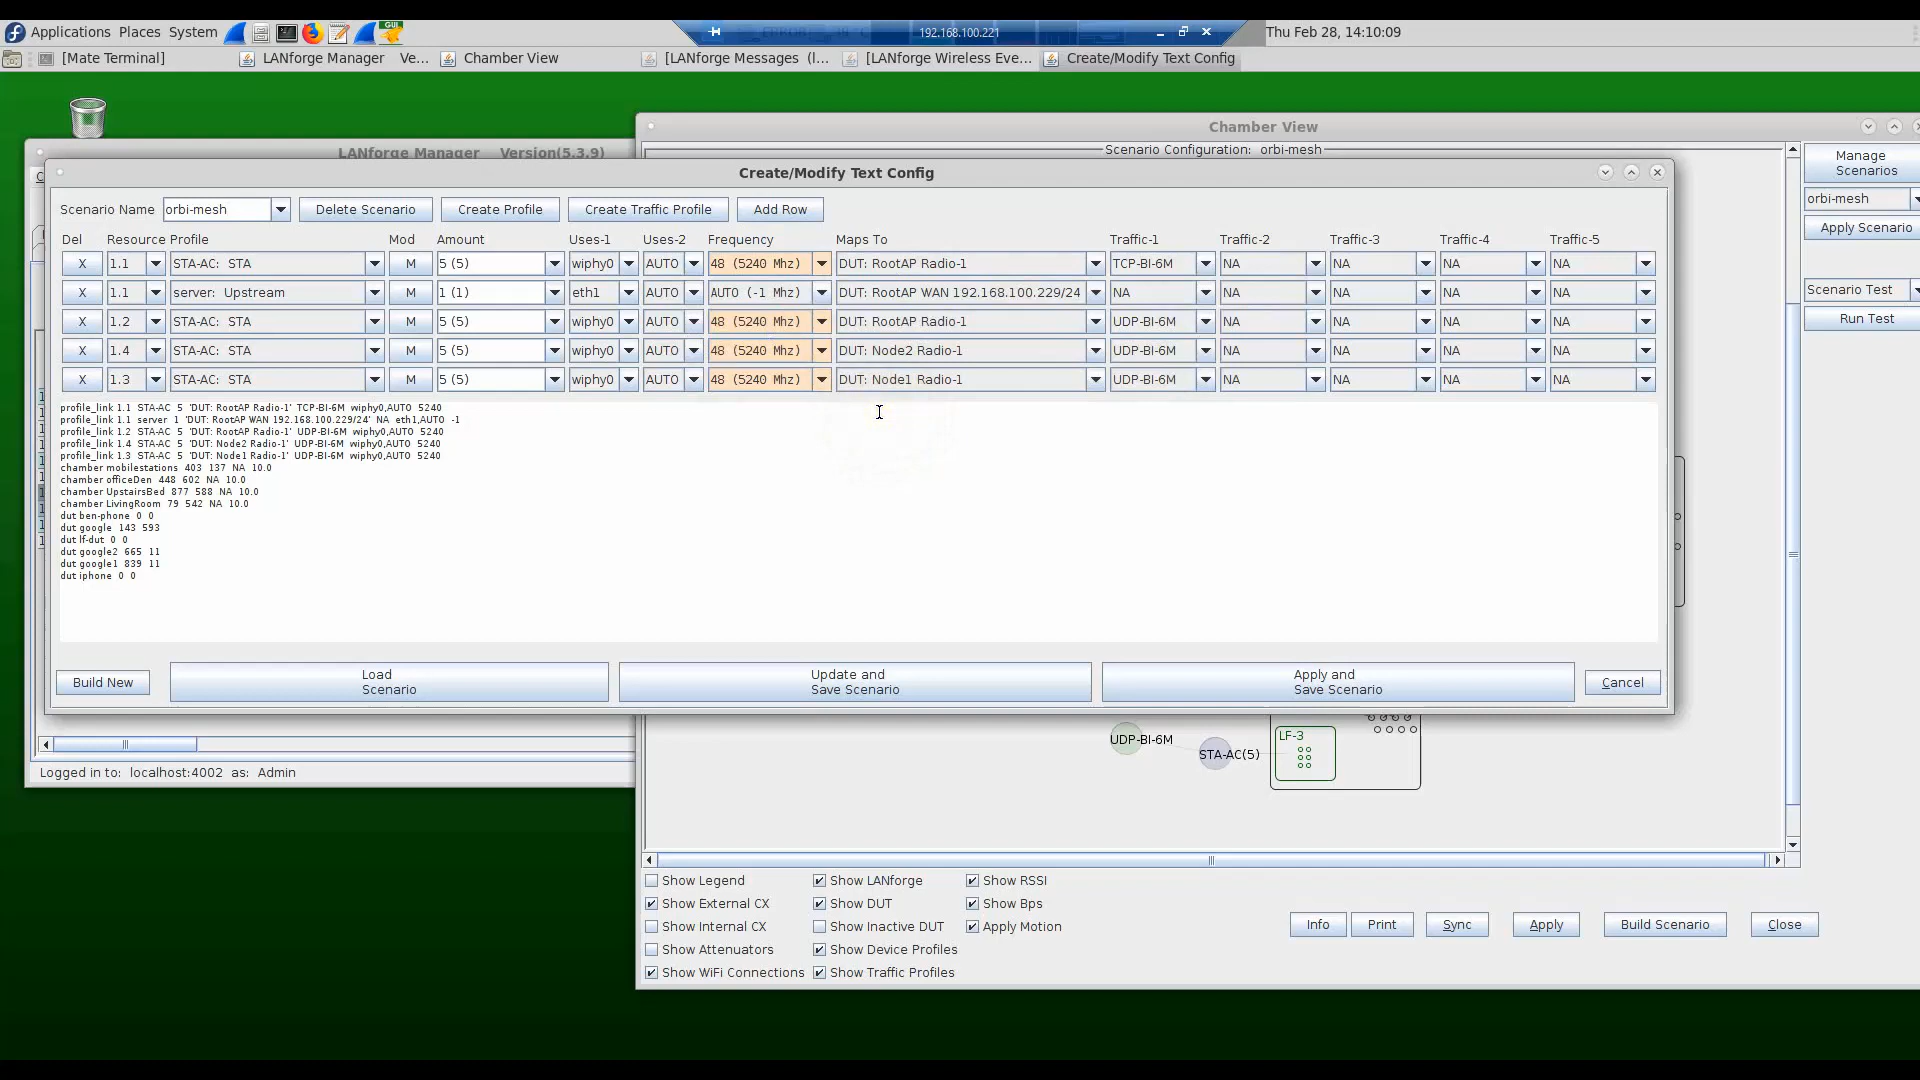 Applications Places System
192.168.100.221
Thu Feb 28, 14:10:09
[Mate Terminal]
LANforge Manager Ve...
Chamber View
[LANforge Messages (l...
[LANforge Wireless Eve...
Create/Modify Text Config
Chamber View
LANforge Manager Version(5.3.9)
Scenario Configuration: orbi-mesh
Manage
Scenarios
orbi-mesh
Apply Scenario
Scenario Test
Run Test
Create/Modify Text Config
Scenario Name orbi-mesh Delete Scenario Create Profile Create Traffic Profile Add Row
Del Resource Profile Mod Amount Uses-1 Uses-2 Frequency Maps To Traffic-1 Traffic-2 Traffic-3 Traffic-4 Traffic-5
X 1.1 STA-AC: STA M 5 (5) wiphy0 AUTO 48 (5240 Mhz) DUT: RootAP Radio-1 TCP-BI-6M NA NA NA NA
X 1.1 server: Upstream M 1 (1) eth1 AUTO AUTO (-1 Mhz) DUT: RootAP WAN 192.168.100.229/24 NA NA NA NA NA
X 1.2 STA-AC: STA M 5 (5) wiphy0 AUTO 48 (5240 Mhz) DUT: RootAP Radio-1 UDP-BI-6M NA NA NA NA
X 1.4 STA-AC: STA M 5 (5) wiphy0 AUTO 48 (5240 Mhz) DUT: Node2 Radio-1 UDP-BI-6M NA NA NA NA
X 1.3 STA-AC: STA M 5 (5) wiphy0 AUTO 48 (5240 Mhz) DUT: Node1 Radio-1 UDP-BI-6M NA NA NA NA
profile_link 1.1 STA-AC 5 'DUT: RootAP Radio-1' TCP-BI-6M wiphy0,AUTO 5240
profile_link 1.1 server 1 'DUT: RootAP WAN 192.168.100.229/24' NA eth1,AUTO -1
profile_link 1.2 STA-AC 5 'DUT: RootAP Radio-1' UDP-BI-6M wiphy0,AUTO 5240
profile_link 1.4 STA-AC 5 'DUT: Node2 Radio-1' UDP-BI-6M wiphy0,AUTO 5240
profile_link 1.3 STA-AC 5 'DUT: Node1 Radio-1' UDP-BI-6M wiphy0,AUTO 5240
chamber mobilestations 403 137 NA 10.0
chamber officeDen 448 602 NA 10.0
chamber UpstairsBed 877 588 NA 10.0
chamber LivingRoom 79 542 NA 10.0
dut ben-phone 0 0
dut google 143 593
dut lf-dut 0 0
dut google2 665 11
dut google1 839 11
dut iphone 0 0
Build New
Load
Scenario
Update and
Save Scenario
Apply and
Save Scenario
Cancel
UDP-BI-6M
STA-AC(5)
LF-3
Logged in to: localhost:4002 as: Admin
Show Legend Show LANforge Show RSSI
Show External CX Show DUT Show Bps
Show Internal CX Show Inactive DUT Apply Motion
Show Attenuators Show Device Profiles
Show WiFi Connections Show Traffic Profiles
Info Print Sync Apply Build Scenario Close